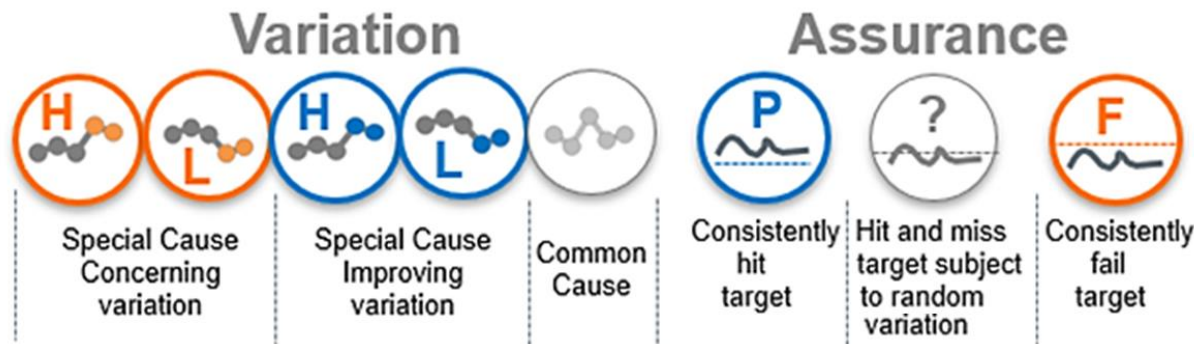 Variation
Assurance
H
L
H
L
P
?
F
Special Cause
Concerning
variation
Special Cause
Improving
variation
Common
Cause
Consistently
hit
target
Hit and miss
target subject
to random
variation
Consistently
fail
target